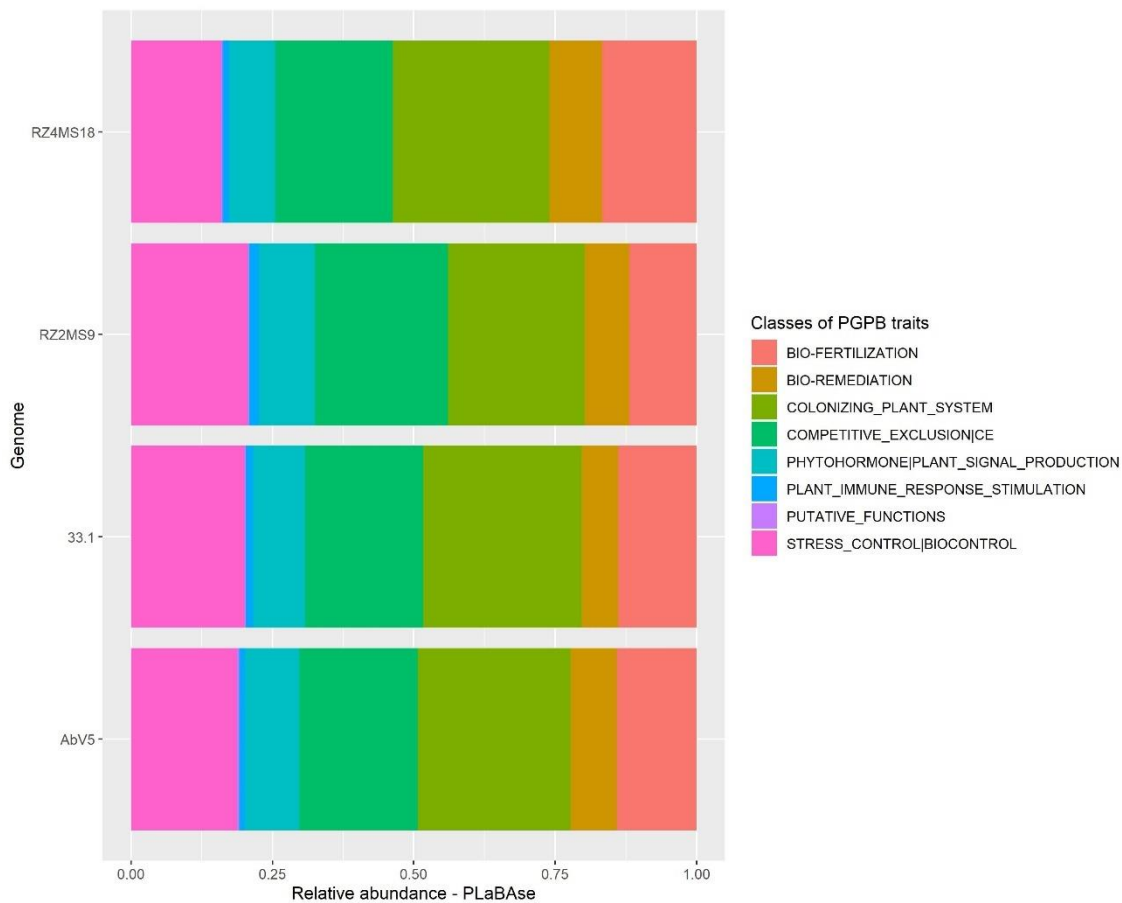 RZ4MS18
RZ2MS9
33.1
AbV5
Genome
0.00 0.25 0.50 0.75 1.00
Relative abundance - PLaBAse
Classes of PGPB traits
BIO-FERTILIZATION
BIO-REMEDIATION
COLONIZING_PLANT_SYSTEM
COMPETITIVE_EXCLUSION|CE
PHYTOHORMONE|PLANT_SIGNAL_PRODUCTION
PLANT_IMMUNE_RESPONSE_STIMULATION
PUTATIVE_FUNCTIONS
STRESS_CONTROL|BIOCONTROL